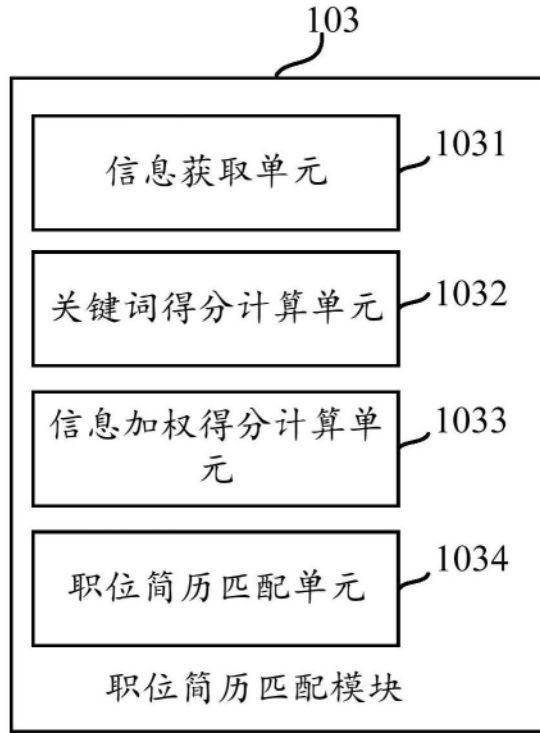 103
信息获取单元
1031
关键词得分计算单元
1032
信息加权得分计算单
元
1033
职位简历匹配单元
1034
职位简历匹配模块